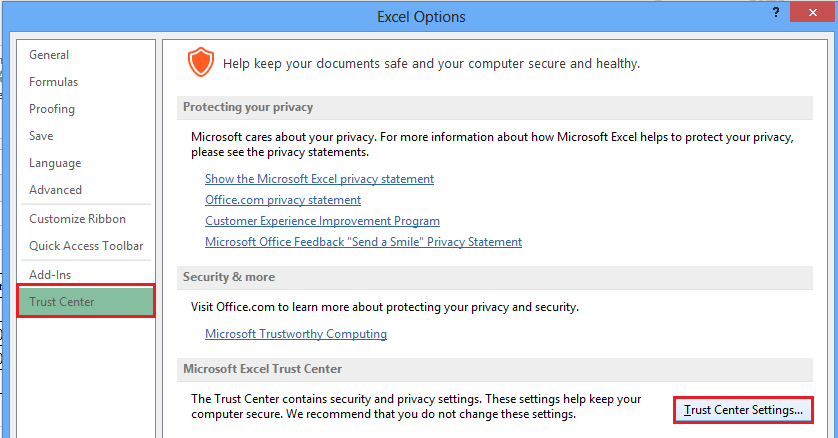 Excel Options
?
General
Formulas
Proofing
Save
Language
Advanced
Customize Ribbon
Quick Access Toolbar
Add-Ins
Trust Center
Help keep your documents safe and your computer secure and healthy.
Protecting your privacy
Microsoft cares about your privacy. For more information about how Microsoft Excel helps to protect your privacy,
please see the privacy statements.
Show the Microsoft Excel privacy statement
Office.com privacy statement
Customer Experience Improvement Program
Microsoft Office Feedback "Send a Smile" Privacy Statement
Security & more
Visit Office.com to learn more about protecting your privacy and security.
Microsoft Trustworthy Computing
Microsoft Excel Trust Center
The Trust Center contains security and privacy settings. These settings help keep your
computer secure. We recommend that you do not change these settings.
Trust Center Settings...